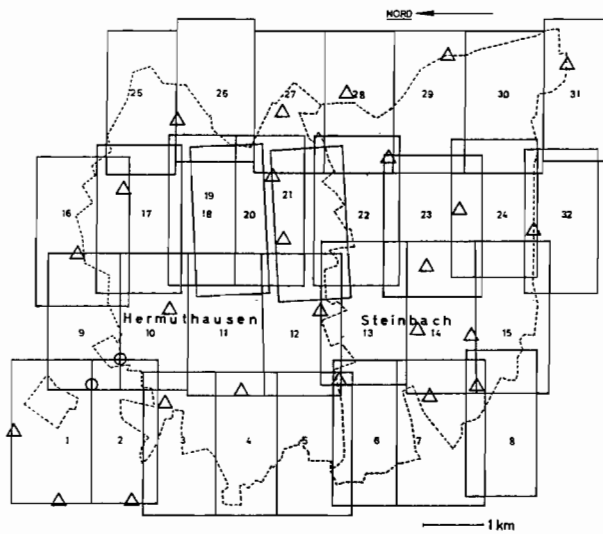 NORD
25 26 27 28 29 30 31
16 17 19 18 20 21 22 23 24 32
Hermuthausen Steinbach
9 10 11 12 13 14 15
1 2 3 4 5 6 7 8
1 km